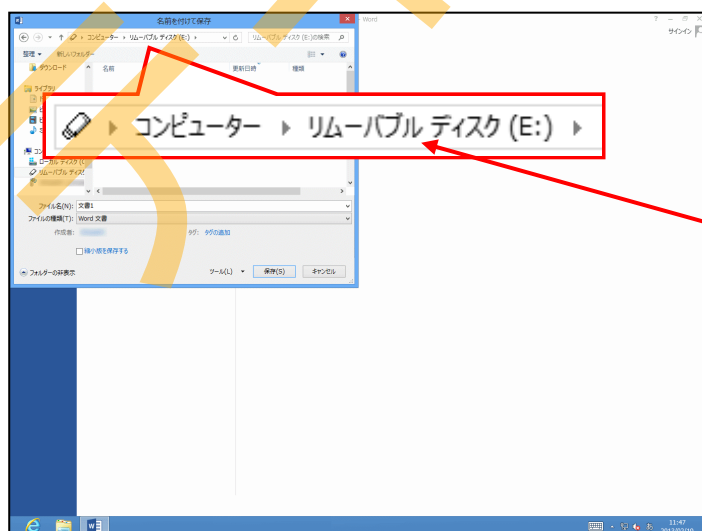 名前を付けて保存
Word
サインイン
コンピューター リムーバブル ディスク (E:)
リムーバブル ディスク (E:)の検索
整理 新しいフォルダー
ダウンロード
名前 更新日時 種類
ライブラリ
コンピューター リムーバブル ディスク (E:)
ローカル ディスク (
リムーバブル ディス
ファイル名(N): 文書1
ファイルの種類(T): Word 文書
作成者: タグ: タグの追加
縮小版を保存する
フォルダーの非表示 ツール(L) 保存(S) キャンセル
11:47